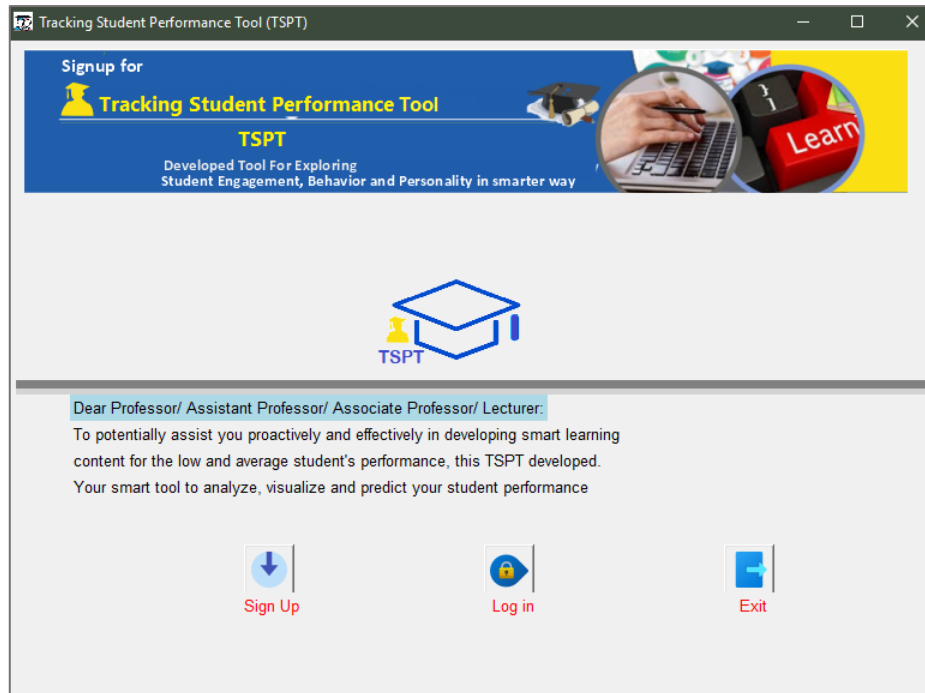 Tracking Student Performance Tool (TSPT)
Signup for
Tracking Student Performance Tool
TSPT
Developed Tool For Exploring
Student Engagement, Behavior and Personality in smarter way
}
}
Learn
TSPT
Dear Professor/ Assistant Professor/ Associate Professor/ Lecturer:
To potentially assist you proactively and effectively in developing smart learning
content for the low and average student's performance, this TSPT developed.
Your smart tool to analyze, visualize and predict your student performance
Sign Up
Log in
Exit